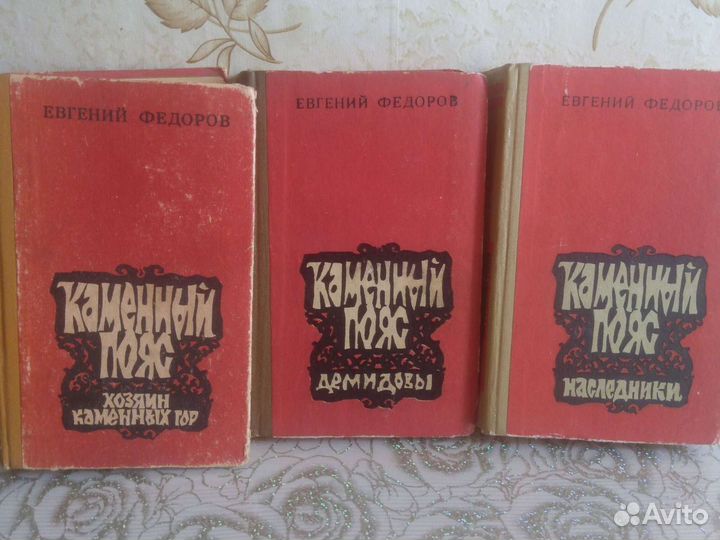 ЕВГЕНИЙ ФЕДОРОВ
КАМЕННЫЙ
ПОЯС
ХОЗЯИН
КАМЕННЫХ ГОР
ЕВГЕНИЙ ФЕДОРОВ
КАМЕННЫЙ
ПОЯС
ДЕМИДОВЫ
ЕВГЕНИЙ ФЕДОРОВ
КАМЕННЫЙ
ПОЯС
НАСЛЕДНИКИ
Avito